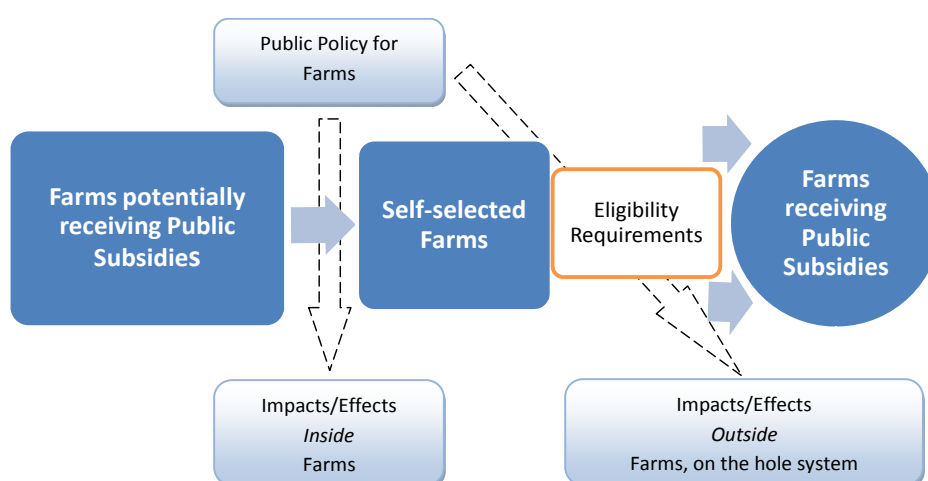 Public Policy for
Farms
Farms potentially
receiving Public
Subsidies
Self-selected
Farms
Eligibility
Requirements
Farms
receiving
Public
Subsidies
Impacts/Effects
Inside
Farms
Impacts/Effects
Outside
Farms, on the hole system